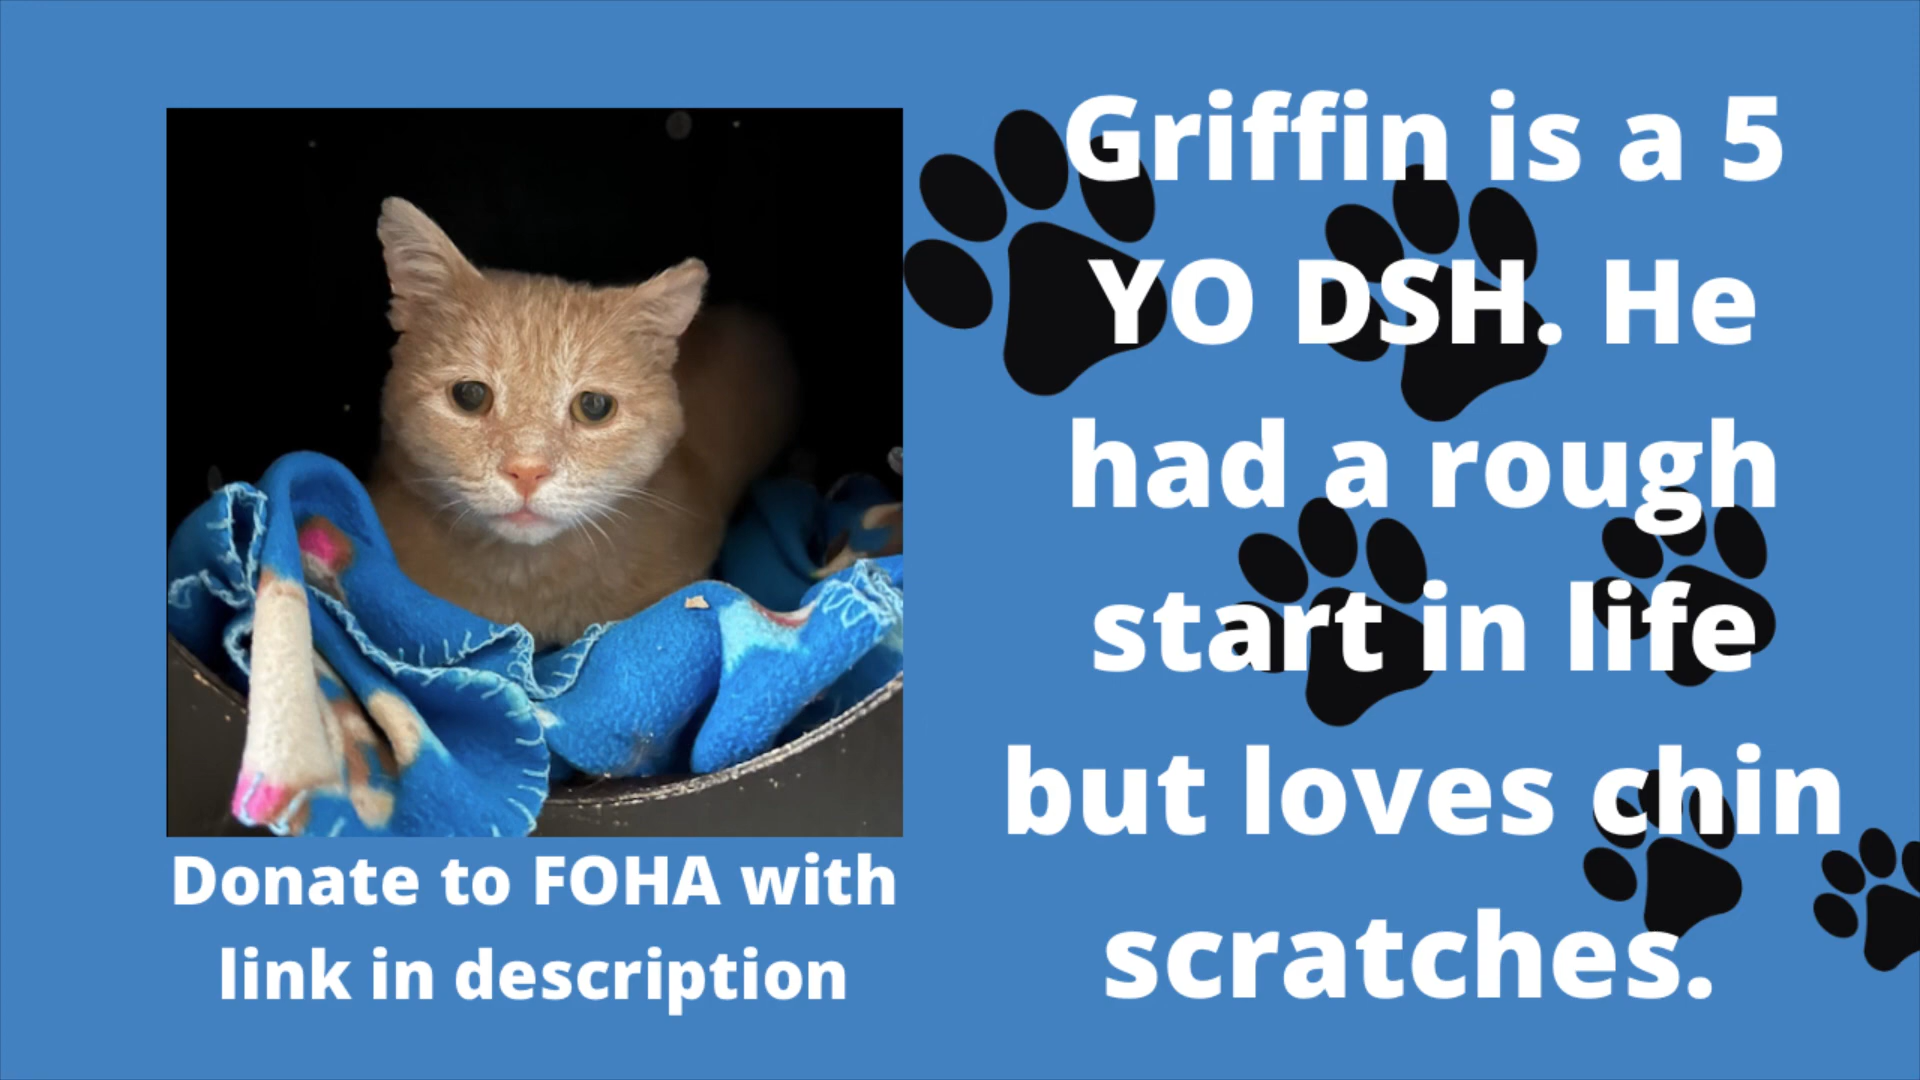 Griffin is a 5
YO DSH. He
had a rough
start in life
but loves chin
scratches.
Donate to FOHA with
link in description